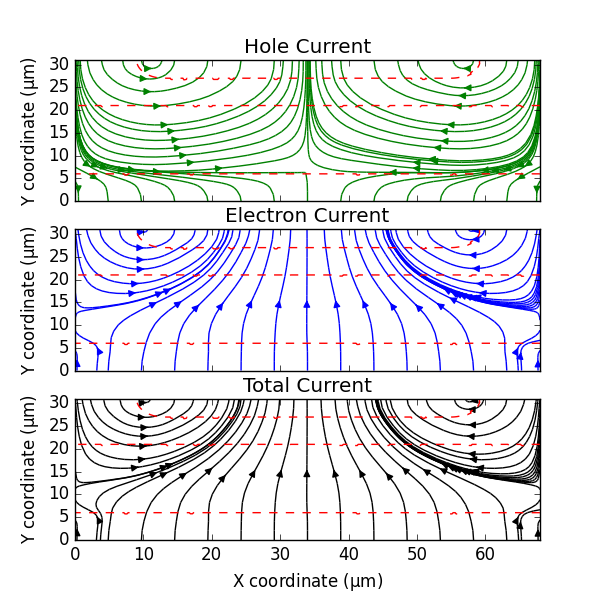 Hole Current
Y coordinate (μm)
30
25
20
15
10
5
0
Electron Current
Y coordinate (μm)
30
25
20
15
10
5
0
Total Current
Y coordinate (μm)
30
25
20
15
10
5
0
0 10 20 30 40 50 60
X coordinate (μm)